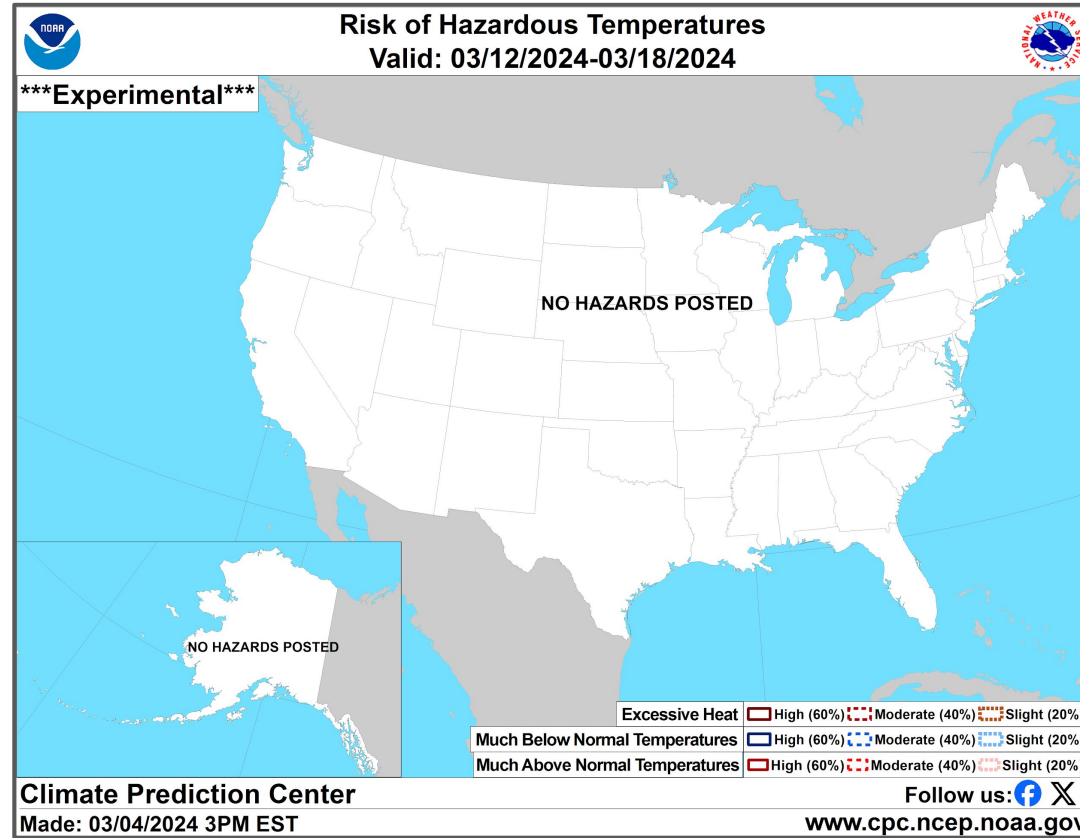 NOAA
Risk of Hazardous Temperatures
Valid: 03/12/2024-03/18/2024
NATIONAL WEATHER SERVICE
***Experimental***
NO HAZARDS POSTED
NO HAZARDS POSTED
Excessive Heat High (60%) Moderate (40%) Slight (20%
Much Below Normal Temperatures High (60%) Moderate (40%) Slight (20%
Much Above Normal Temperatures High (60%) Moderate (40%) Slight (20%
Climate Prediction Center
Follow us:
Made: 03/04/2024 3PM EST
www.cpc.ncep.noaa.gov